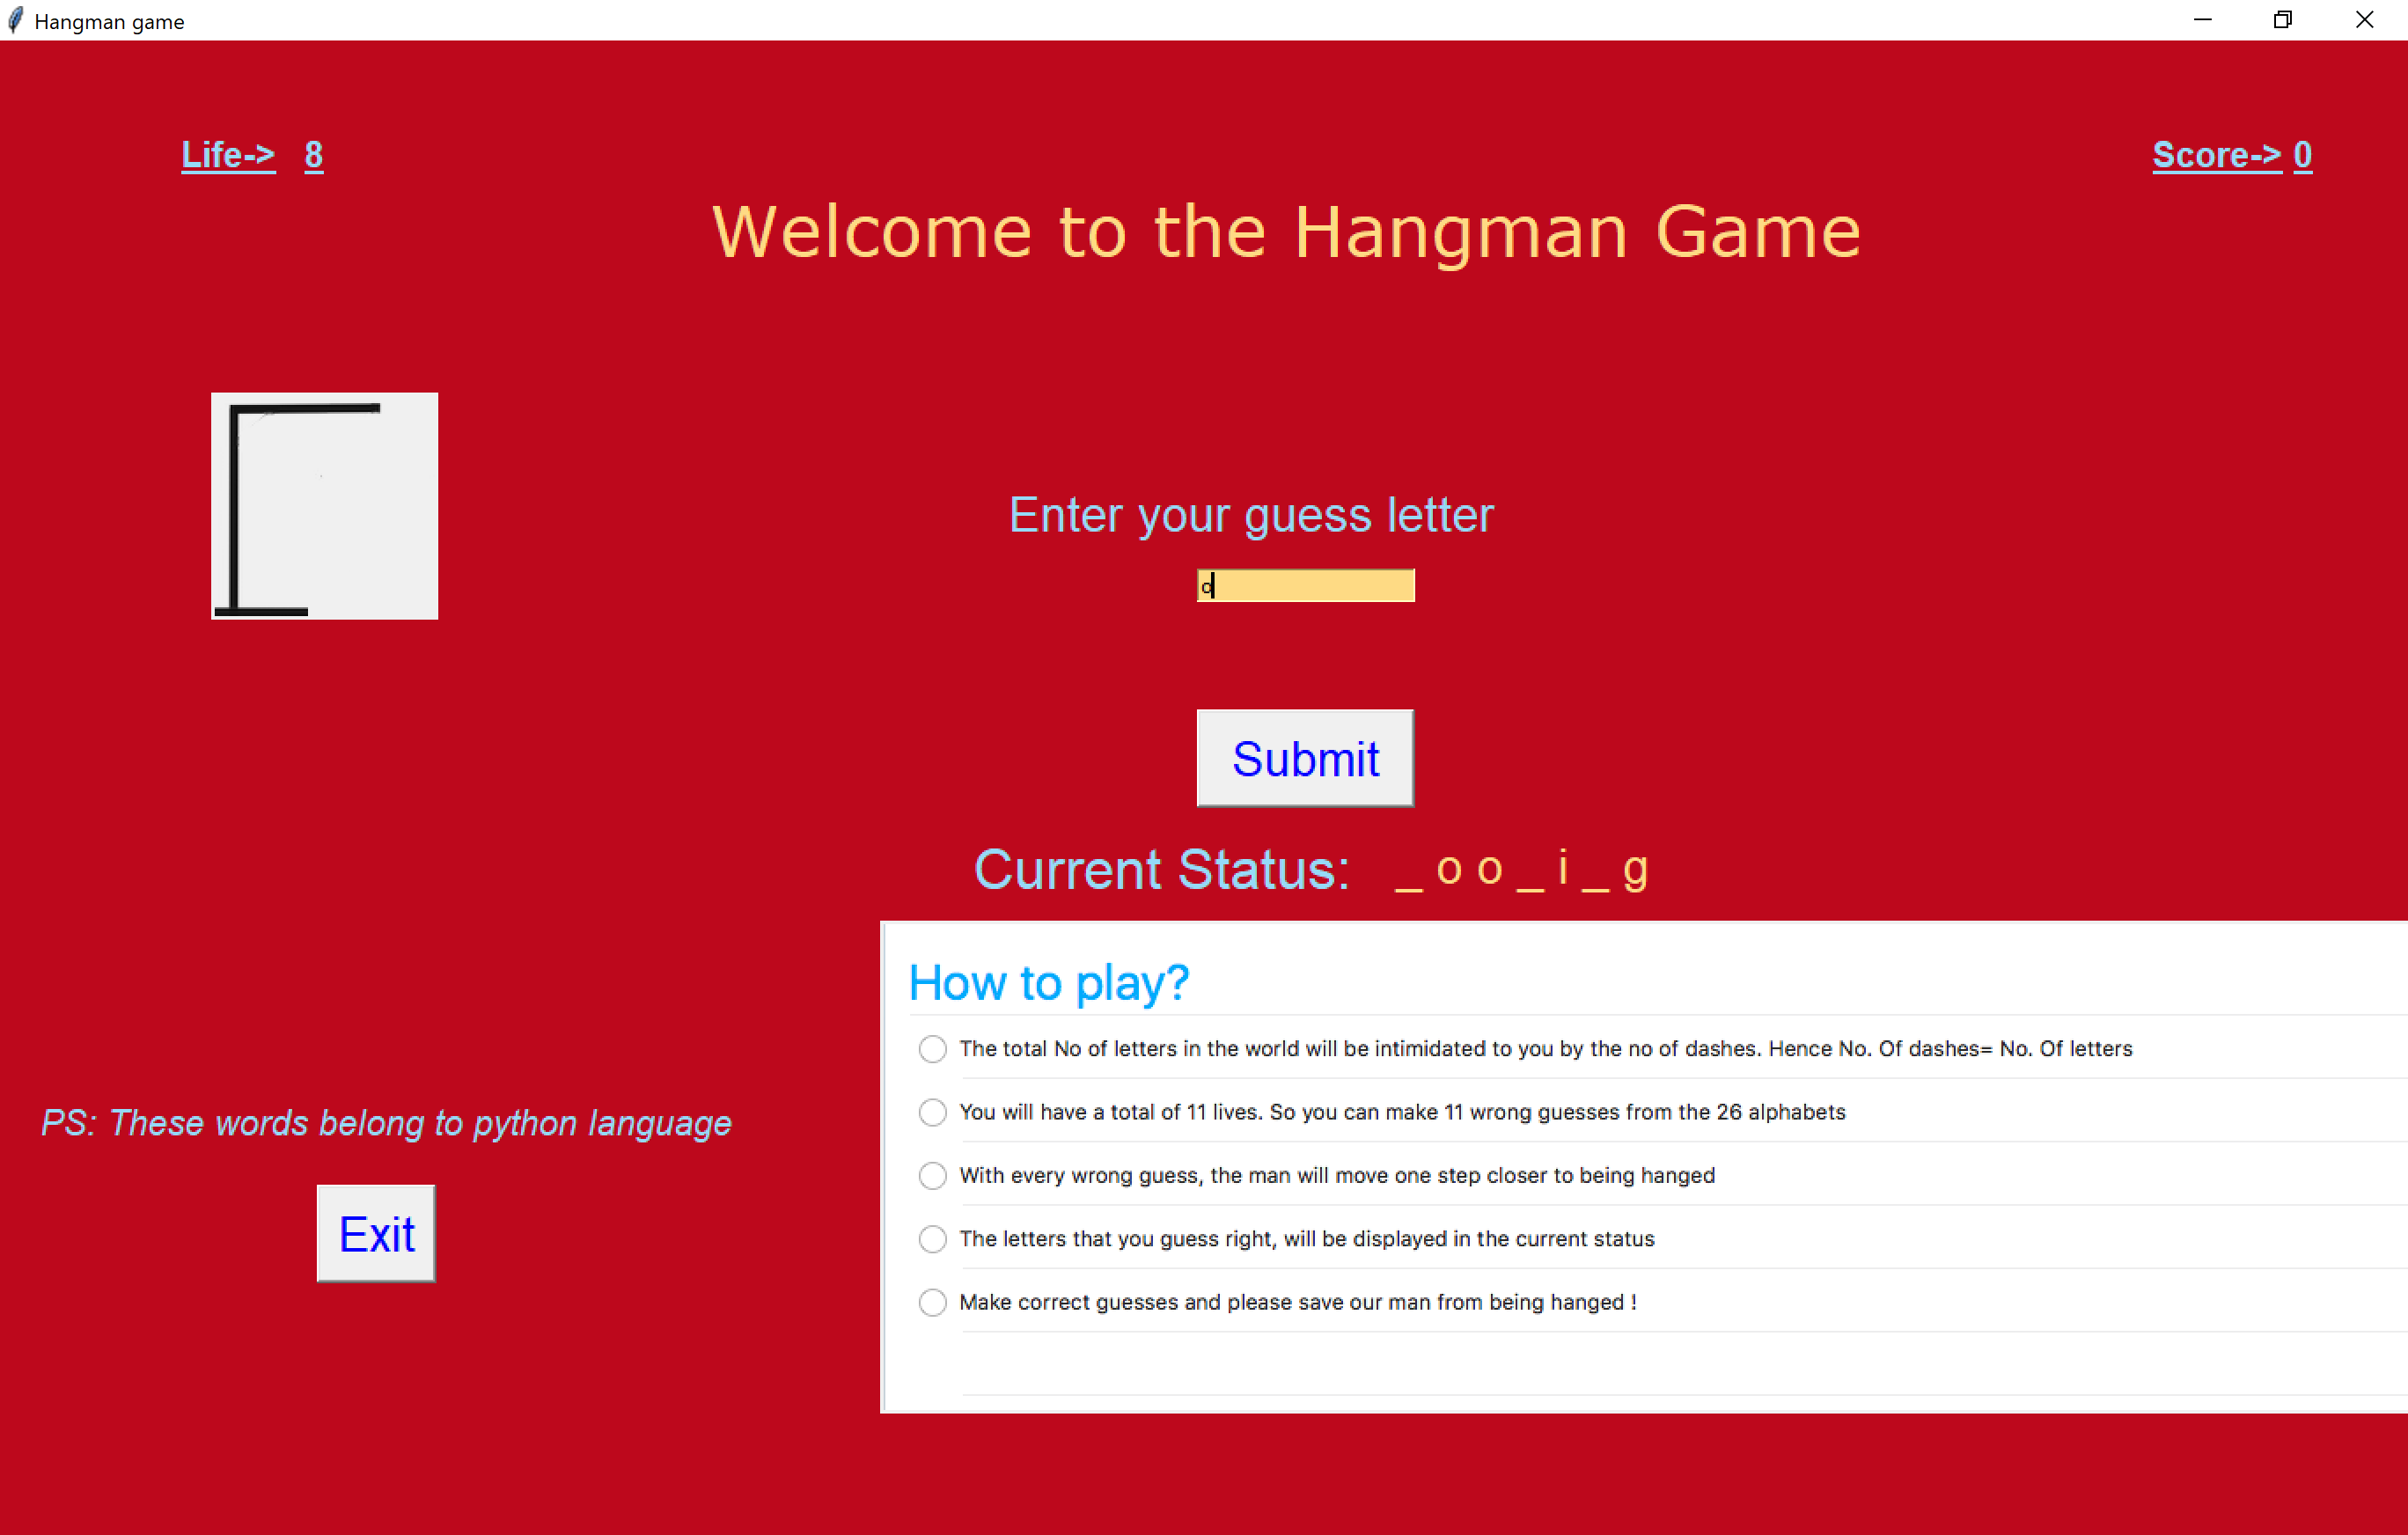 Hangman game
Life-> 8
Score-> 0
Welcome to the Hangman Game
Enter your guess letter
o
Submit
Current Status: _ o o _ i _ g
How to play?
The total No of letters in the world will be intimidated to you by the no of dashes. Hence No. Of dashes= No. Of letters
You will have a total of 11 lives. So you can make 11 wrong guesses from the 26 alphabets
With every wrong guess, the man will move one step closer to being hanged
The letters that you guess right, will be displayed in the current status
Make correct guesses and please save our man from being hanged !
PS: These words belong to python language
Exit